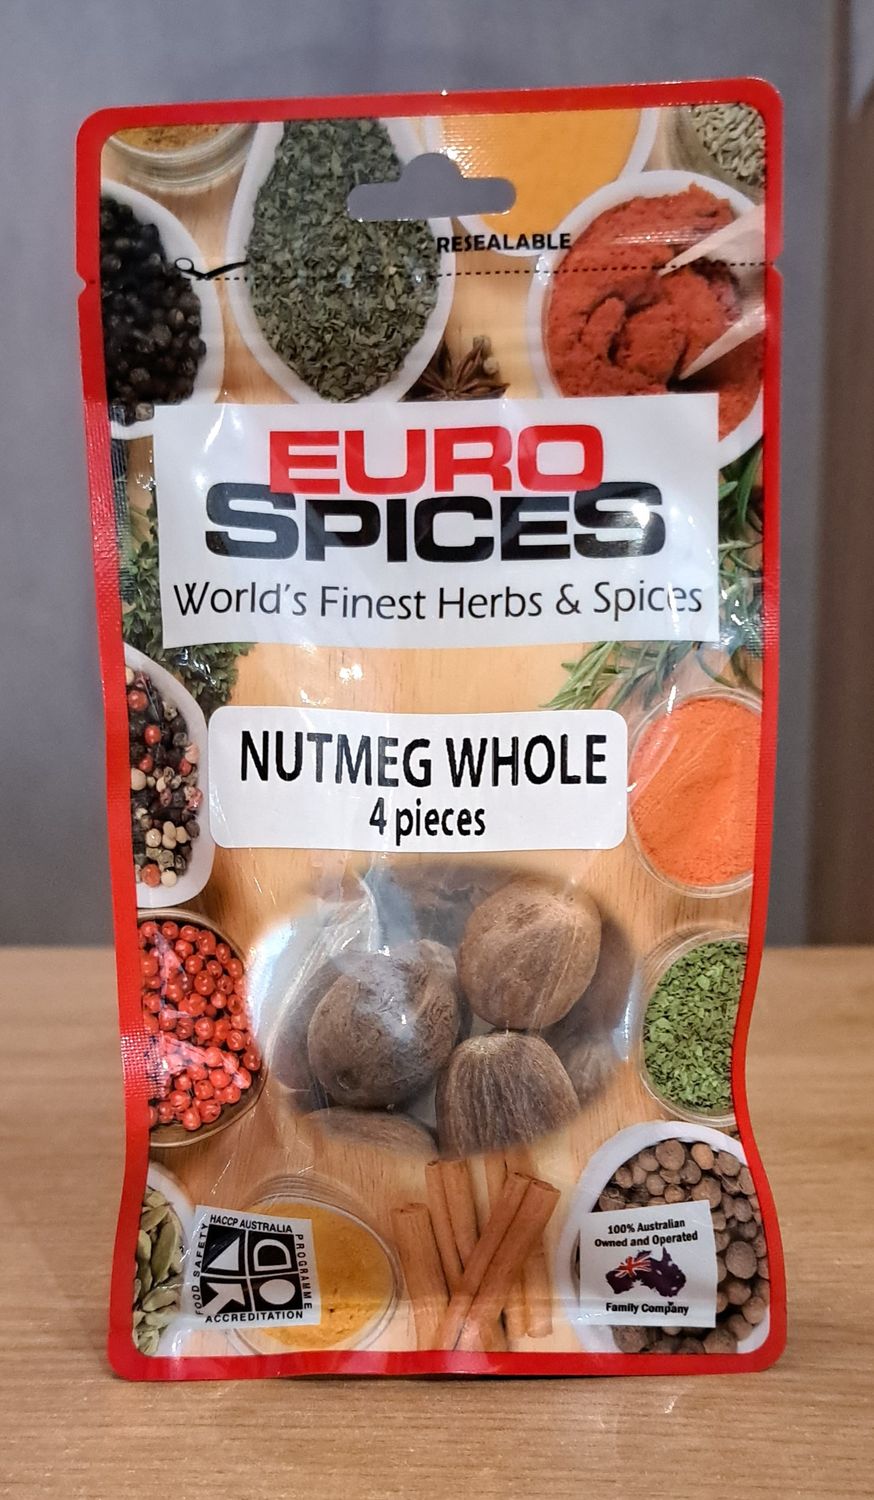 RESEALABLE
EURO
SPICES
World's Finest Herbs & Spices
NUTMEG WHOLE
4 pieces
HACCP AUSTRALIA
FOOD SAFETY
PROGRAMME
ACCREDITATION
100% Australian
Owned and Operated
Family Company